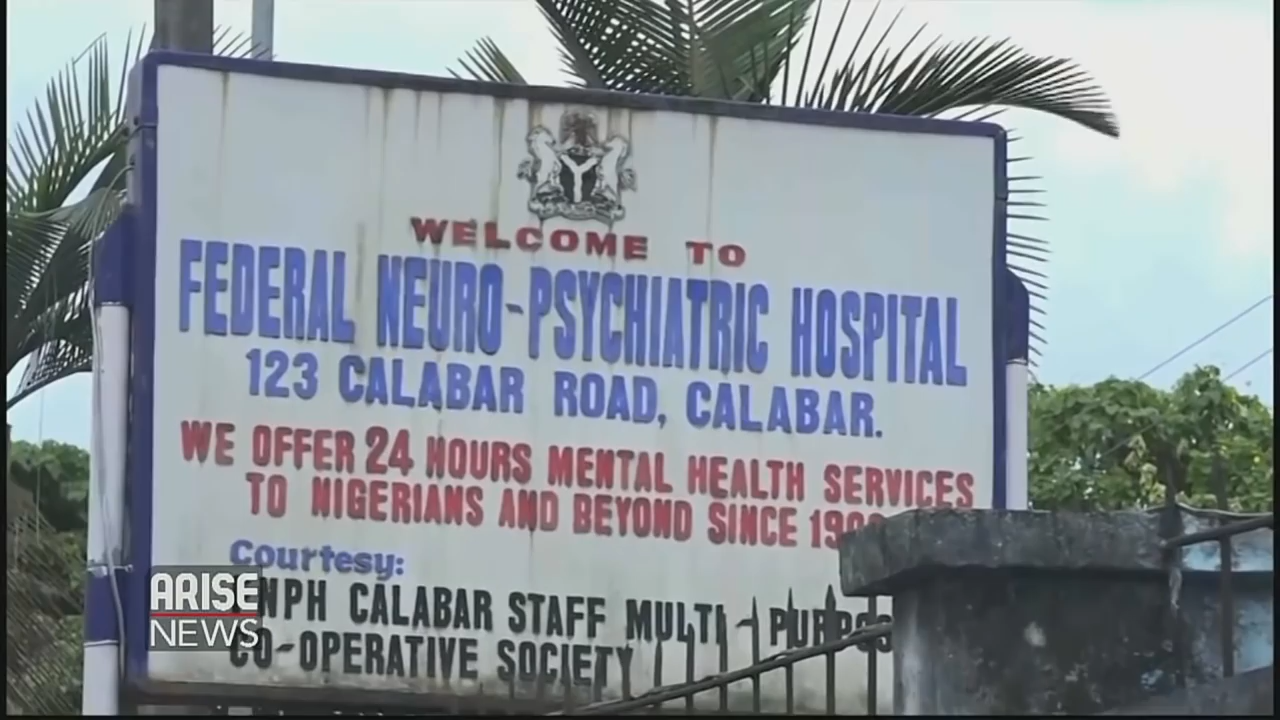 WELCOME TO
FEDERAL NEURO-PSYCHIATRIC HOSPITAL
123 CALABAR ROAD, CALABAR.
WE OFFER 24 HOURS MENTAL HEALTH SERVICES
TO NIGERIANS AND BEYOND SINCE
Courtesy:
CALABAR STAFF MULTI-
CO-OPERATIVE SOCIETY
ARISE
NEWS